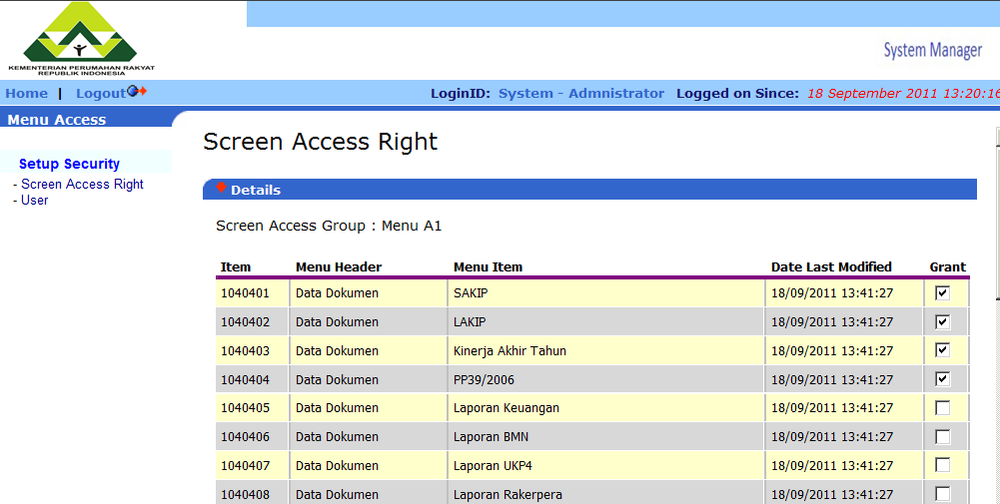 KEMENTERIAN PERUMAHAN RAKYAT
REPUBLIK INDONESIA
System Manager
Home | Logout
LoginID: System - Admnistrator Logged on Since: 18 September 2011 13:20:16
Menu Access
Setup Security
- Screen Access Right
- User
Screen Access Right
Details
Screen Access Group : Menu A1
Item Menu Header Menu Item Date Last Modified Grant
1040401 Data Dokumen SAKIP 18/09/2011 13:41:27
1040402 Data Dokumen LAKIP 18/09/2011 13:41:27
1040403 Data Dokumen Kinerja Akhir Tahun 18/09/2011 13:41:27
1040404 Data Dokumen PP39/2006 18/09/2011 13:41:27
1040405 Data Dokumen Laporan Keuangan 18/09/2011 13:41:27
1040406 Data Dokumen Laporan BMN 18/09/2011 13:41:27
1040407 Data Dokumen Laporan UKP4 18/09/2011 13:41:27
1040408 Data Dokumen Laporan Rakerpera 18/09/2011 13:41:27